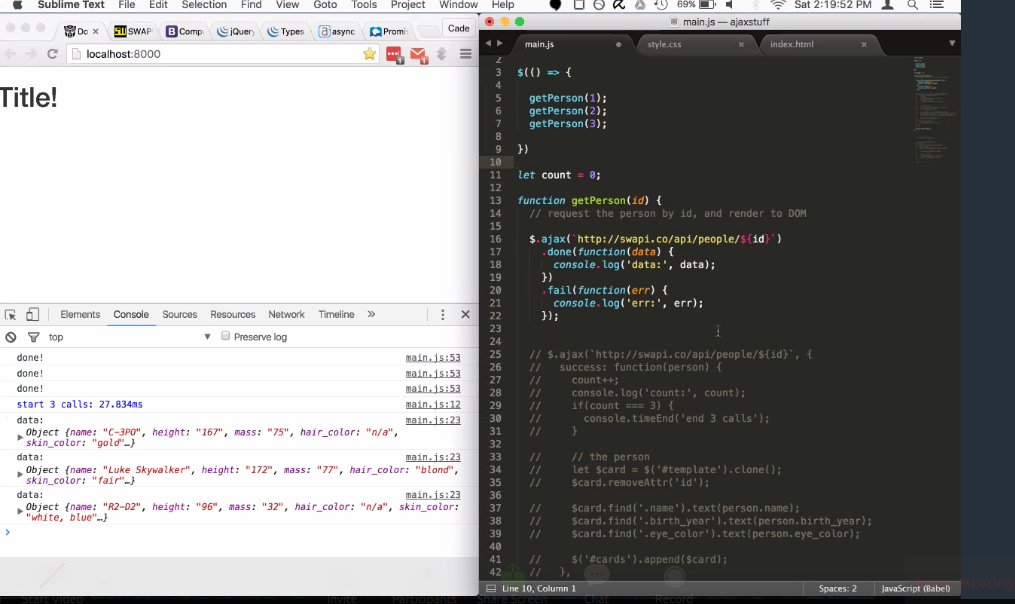 Sublime Text File Edit Selection Find View Goto Tools Project Window Help 69% Sat 2:19:52 PM
Do SWAP Comp jQuery Types async Promis Cade
main.js — ajaxstuff
main.js style.css index.html
localhost:8000
Title!
2
3 $(() => {
4
5 getPerson(1);
6 getPerson(2);
7 getPerson(3);
8
9 })
10
11 let count = 0;
12
13 function getPerson(id) {
14 // request the person by id, and render to DOM
15
16 $.ajax(`http://swapi.co/api/people/${id}`)
17 .done(function(data) {
18 console.log('data:', data);
19 })
20 .fail(function(err) {
21 console.log('err:', err);
22 });
23
24
25 // $.ajax(`http://swapi.co/api/people/${id}`, {
26 // success: function(person) {
27 // count++;
28 // console.log('count:', count);
29 // if(count === 3) {
30 // console.timeEnd('end 3 calls');
31 // }
32
33 // // the person
34 // let $card = $('#template').clone();
35 // $card.removeAttr('id');
36
37 // $card.find('.name').text(person.name);
38 // $card.find('.birth_year').text(person.birth_year);
39 // $card.find('.eye_color').text(person.eye_color);
40
41 // $('#cards').append($card);
42 // },
Elements Console Sources Resources Network Timeline »
top Preserve log
done! main.js:53
done! main.js:53
done! main.js:53
start 3 calls: 27.834ms main.js:12
data: main.js:23
Object {name: "C-3PO", height: "167", mass: "75", hair_color: "n/a",
skin_color: "gold"…}
data: main.js:23
Object {name: "Luke Skywalker", height: "172", mass: "77", hair_color: "blond",
skin_color: "fair"…}
data: main.js:23
Object {name: "R2-D2", height: "96", mass: "32", hair_color: "n/a", skin_color:
"white, blue"…}
Line 10, Column 1 Spaces: 2 JavaScript (Babel)
Start Video Invite Participants Share Screen Chat Record Meeting